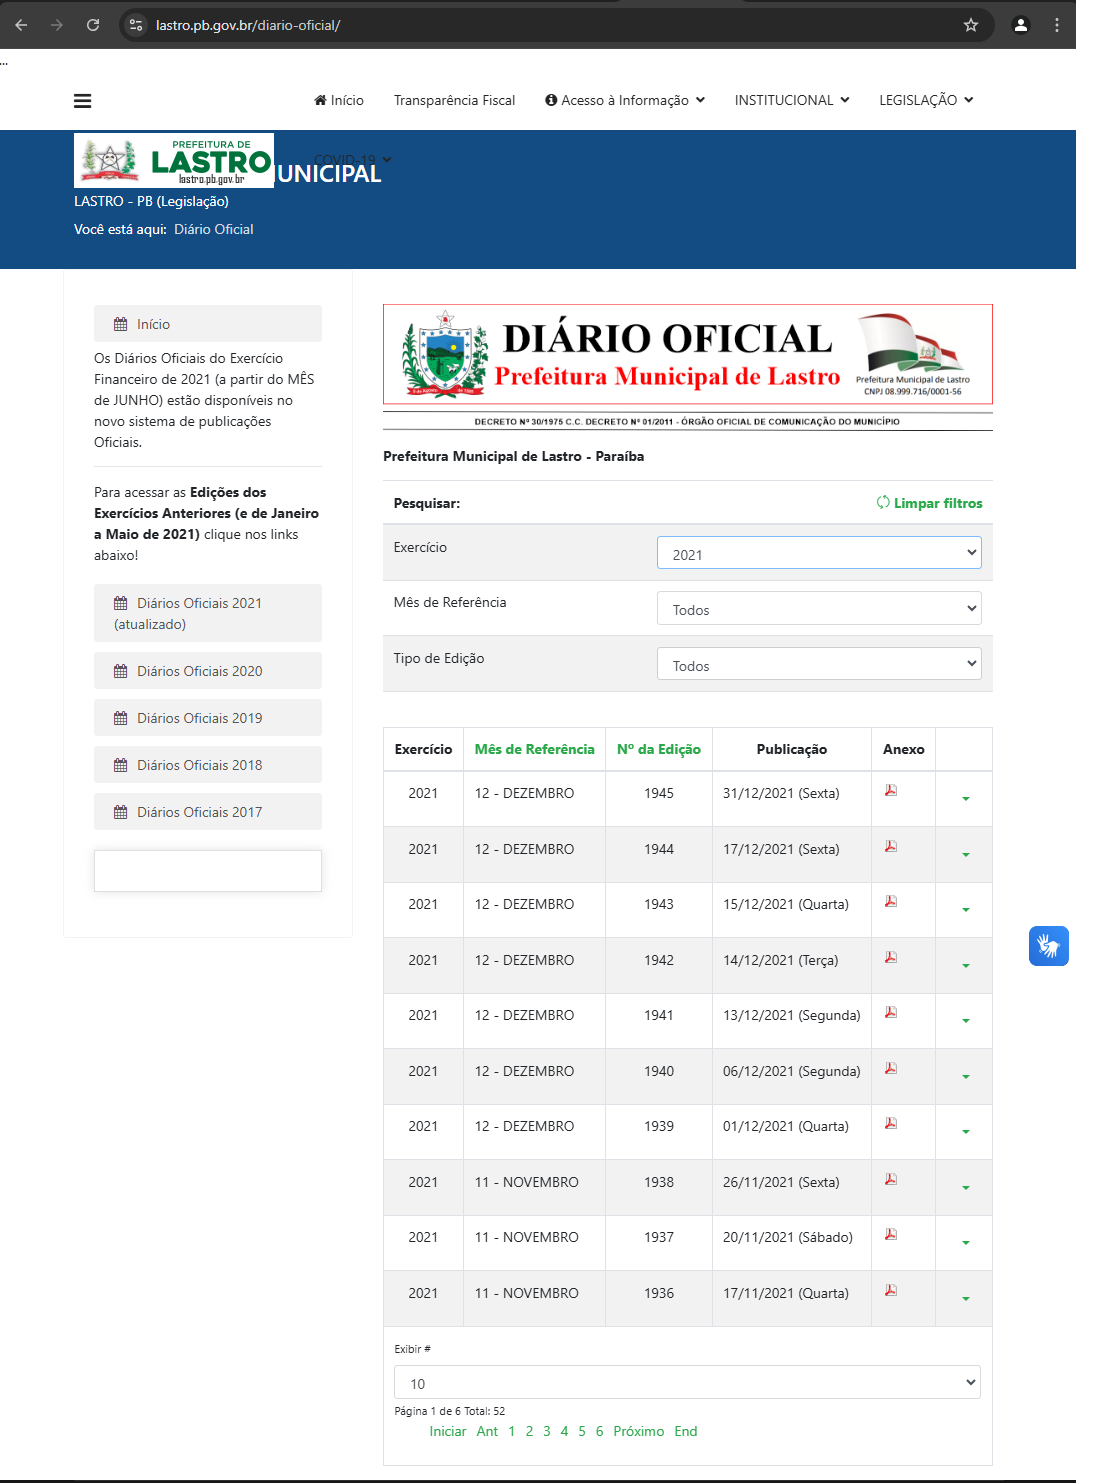 lastro.pb.gov.br/diario-oficial/
...
Início
Transparência Fiscal
Acesso à Informação
INSTITUCIONAL
LEGISLAÇÃO
COVID-19
PREFEITURA DE
LASTRO
lastro.pb.gov.br
UNICIPAL
LASTRO - PB (Legislação)
Você está aqui: Diário Oficial
Início
Os Diários Oficiais do Exercício
Financeiro de 2021 (a partir do MÊS
de JUNHO) estão disponíveis no
novo sistema de publicações
Oficiais.
Para acessar as Edições dos
Exercícios Anteriores (e de Janeiro
a Maio de 2021) clique nos links
abaixo!
Diários Oficiais 2021
(atualizado)
Diários Oficiais 2020
Diários Oficiais 2019
Diários Oficiais 2018
Diários Oficiais 2017
DIÁRIO OFICIAL
Prefeitura Municipal de Lastro
Prefeitura Municipal de Lastro
CNPJ 08.999.716/0001-56
DECRETO Nº 30/1975 C.C. DECRETO Nº 01/2011 - ÓRGÃO OFICIAL DE COMUNICAÇÃO DO MUNICÍPIO
Prefeitura Municipal de Lastro - Paraíba
Pesquisar: Limpar filtros
Exercício 2021
Mês de Referência Todos
Tipo de Edição Todos
Exercício Mês de Referência Nº da Edição Publicação Anexo
2021 12 - DEZEMBRO 1945 31/12/2021 (Sexta)
2021 12 - DEZEMBRO 1944 17/12/2021 (Sexta)
2021 12 - DEZEMBRO 1943 15/12/2021 (Quarta)
2021 12 - DEZEMBRO 1942 14/12/2021 (Terça)
2021 12 - DEZEMBRO 1941 13/12/2021 (Segunda)
2021 12 - DEZEMBRO 1940 06/12/2021 (Segunda)
2021 12 - DEZEMBRO 1939 01/12/2021 (Quarta)
2021 11 - NOVEMBRO 1938 26/11/2021 (Sexta)
2021 11 - NOVEMBRO 1937 20/11/2021 (Sábado)
2021 11 - NOVEMBRO 1936 17/11/2021 (Quarta)
Exibir #
10
Página 1 de 6 Total: 52
Iniciar Ant 1 2 3 4 5 6 Próximo End